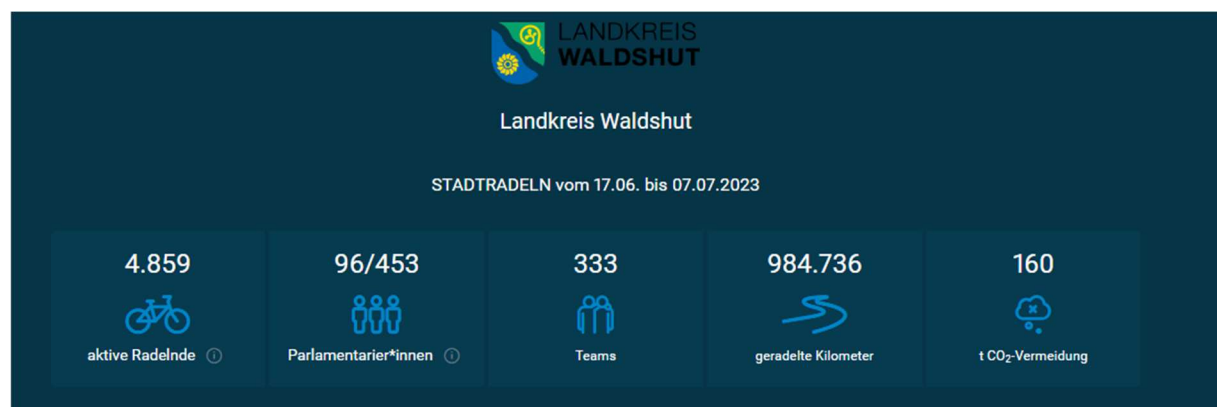 LANDKREIS
WALDSHUT
Landkreis Waldshut
STADTRADELN vom 17.06. bis 07.07.2023
4.859
aktive Radelnde
96/453
Parlamentarier*innen
333
Teams
984.736
geradelte Kilometer
160
t CO₂-Vermeidung